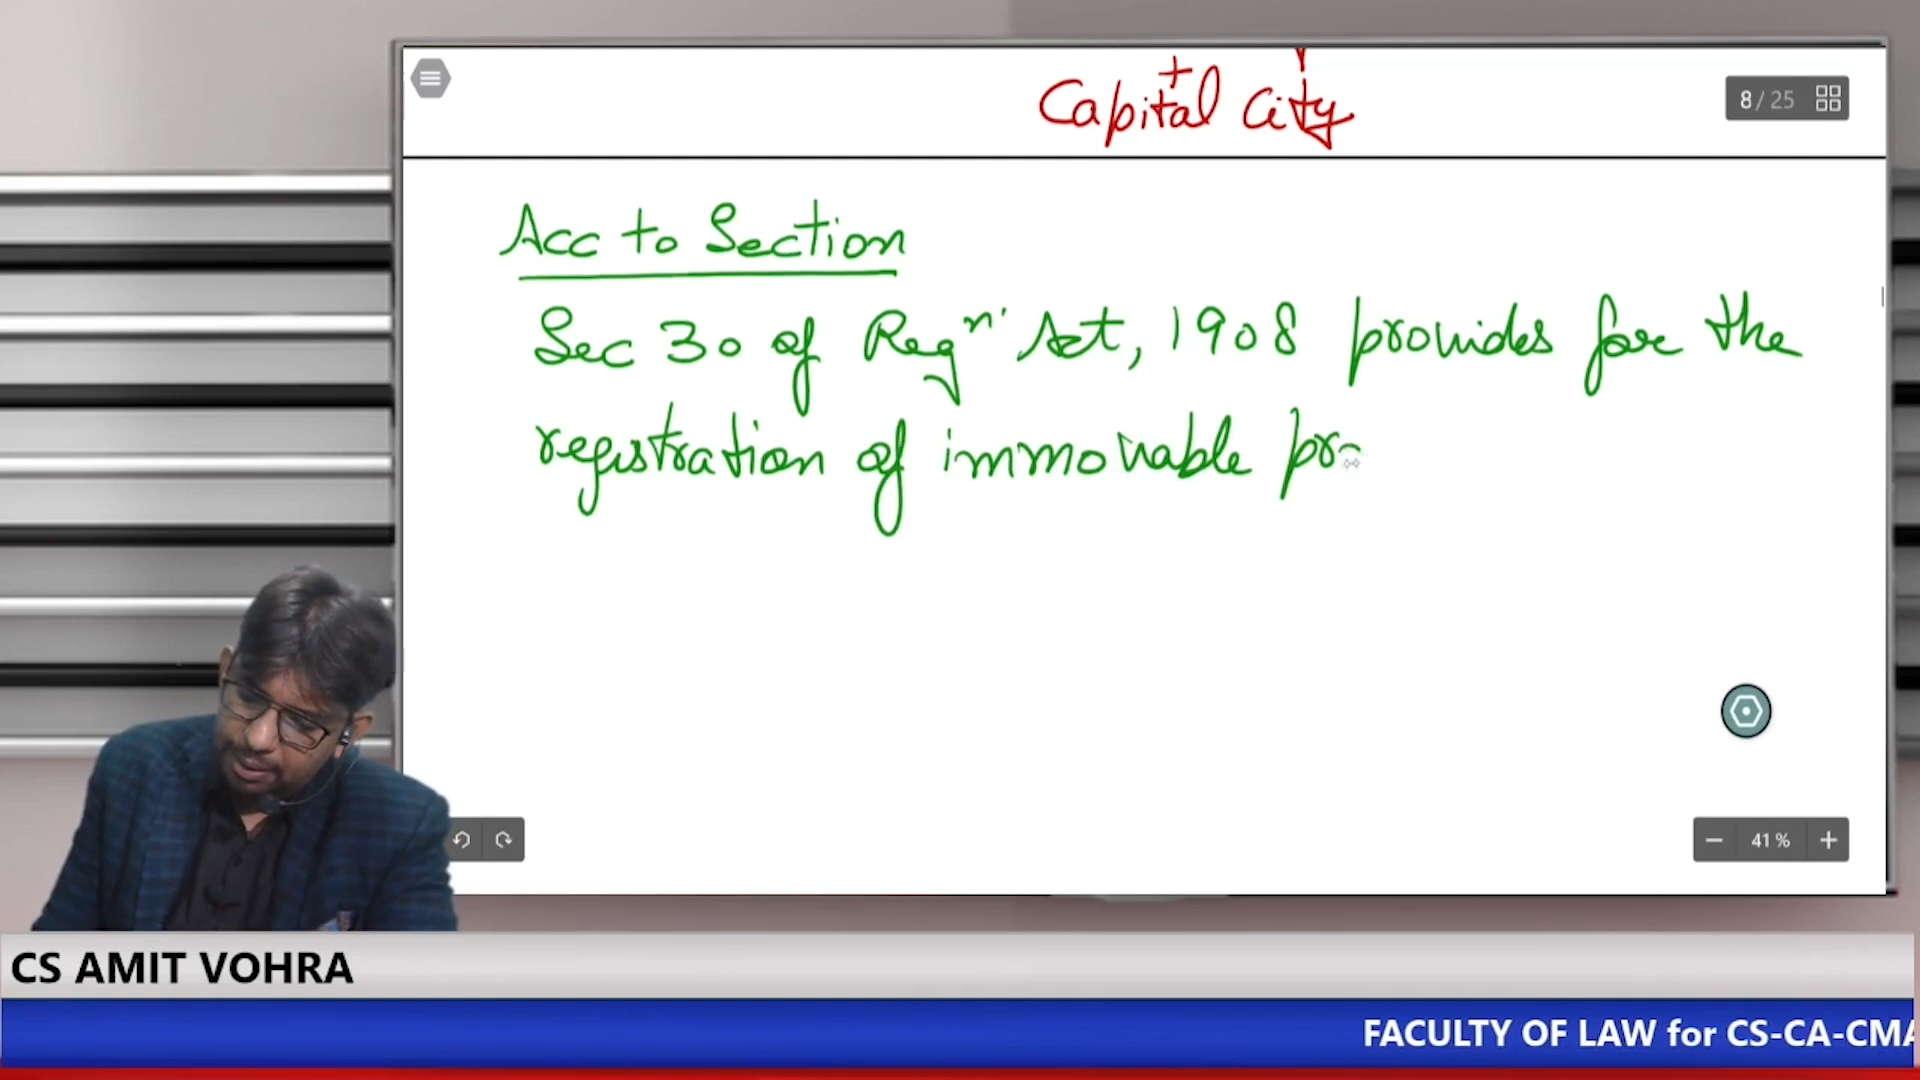 Capital City
8 / 25
Acc to Section
Sec 30 of Regn. Act, 1908 provides for the
registration of immovable pro
41 %
CS AMIT VOHRA
FACULTY OF LAW for CS-CA-CMA